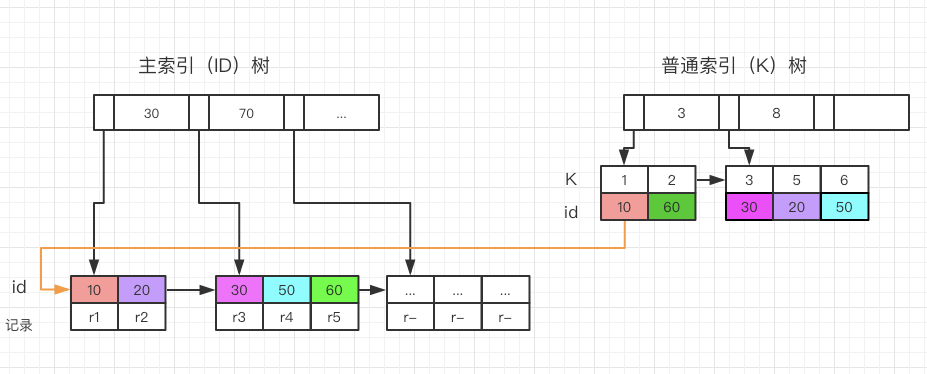 主索引（ID）树
普通索引（K）树
30 70 ...
3 8
K 1 2 3 5 6
id 10 60 30 20 50
id 10 20 30 50 60 ... ... ...
记录 r1 r2 r3 r4 r5 r– r– r–